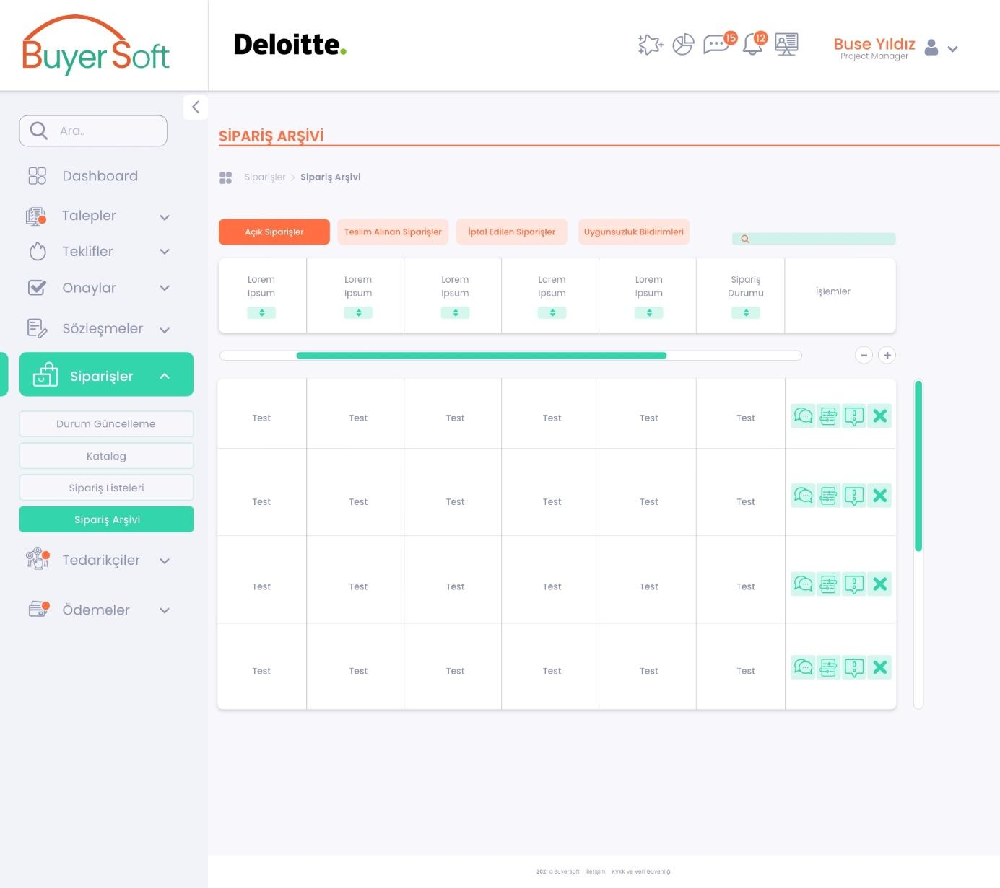 Buyer Soft
Deloitte.
15
12
Buse Yıldız
Project Manager
Ara..
Dashboard
Talepler
Teklifler
Onaylar
Sözleşmeler
Siparişler
Durum Güncelleme
Katalog
Sipariş Listeleri
Sipariş Arşivi
Tedarikçiler
Ödemeler
SİPARİŞ ARŞİVİ
Siparişler > Sipariş Arşivi
Açık Siparişler
Teslim Alınan Siparişler
İptal Edilen Siparişler
Uygunsuzluk Bildirimleri
Lorem Ipsum
Lorem Ipsum
Lorem Ipsum
Lorem Ipsum
Lorem Ipsum
Sipariş Durumu
İşlemler
Test Test Test Test Test Test
Test Test Test Test Test Test
Test Test Test Test Test Test
Test Test Test Test Test Test
2021 © BuyerSoft İletişim KVKK ve Veri Güvenliği